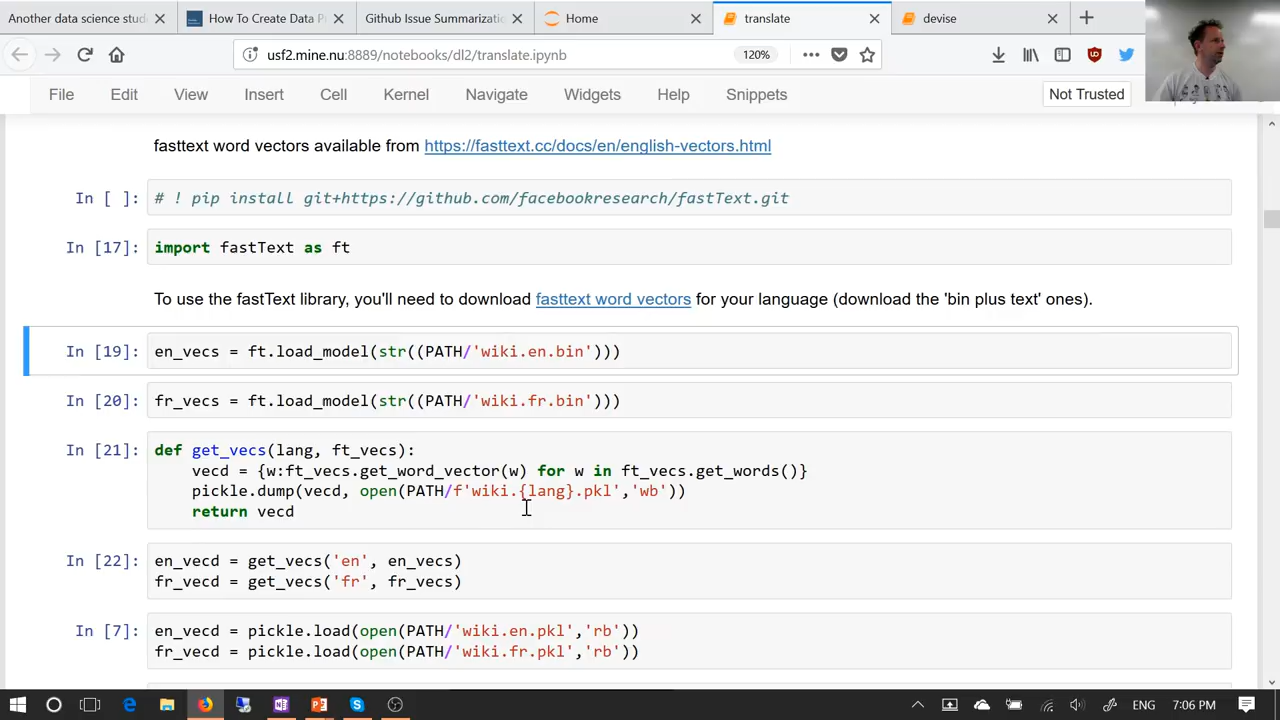 Another data science stud
How To Create Data P
Github Issue Summarizatio
Home
translate
devise
usf2.mine.nu:8889/notebooks/dl2/translate.ipynb
120%
File Edit View Insert Cell Kernel Navigate Widgets Help Snippets
Not Trusted
fasttext word vectors available from https://fasttext.cc/docs/en/english-vectors.html
In [ ]: # ! pip install git+https://github.com/facebookresearch/fastText.git
In [17]: import fastText as ft
To use the fastText library, you'll need to download fasttext word vectors for your language (download the 'bin plus text' ones).
In [19]: en_vecs = ft.load_model(str((PATH/'wiki.en.bin')))
In [20]: fr_vecs = ft.load_model(str((PATH/'wiki.fr.bin')))
In [21]: def get_vecs(lang, ft_vecs):
vecd = {w:ft_vecs.get_word_vector(w) for w in ft_vecs.get_words()}
pickle.dump(vecd, open(PATH/f'wiki.{lang}.pkl','wb'))
return vecd
In [22]: en_vecd = get_vecs('en', en_vecs)
fr_vecd = get_vecs('fr', fr_vecs)
In [7]: en_vecd = pickle.load(open(PATH/'wiki.en.pkl','rb'))
fr_vecd = pickle.load(open(PATH/'wiki.fr.pkl','rb'))
ENG 7:06 PM